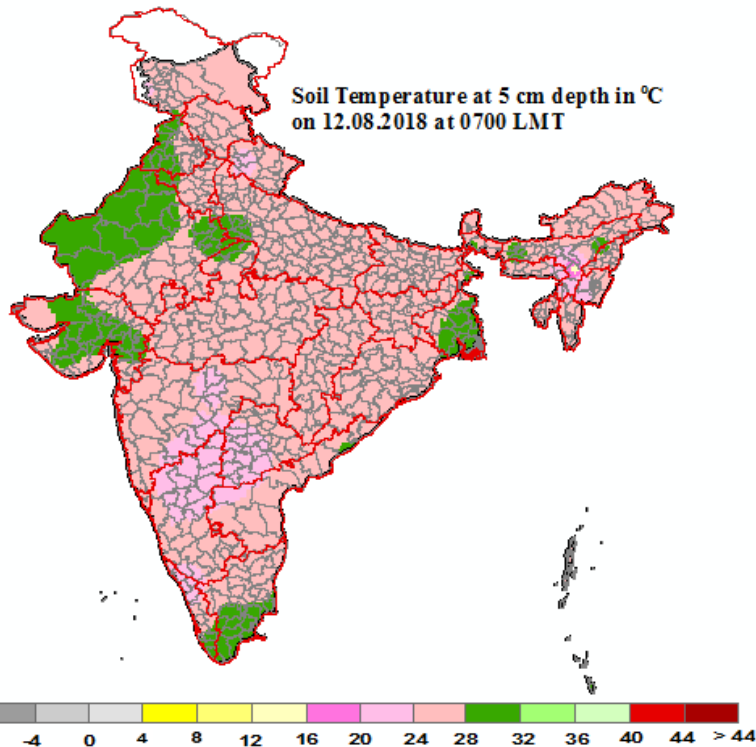 Soil Temperature at 5 cm depth in ⁰C
on 12.08.2018 at 0700 LMT
-4 0 4 8 12 16 20 24 28 32 36 40 44 > 44